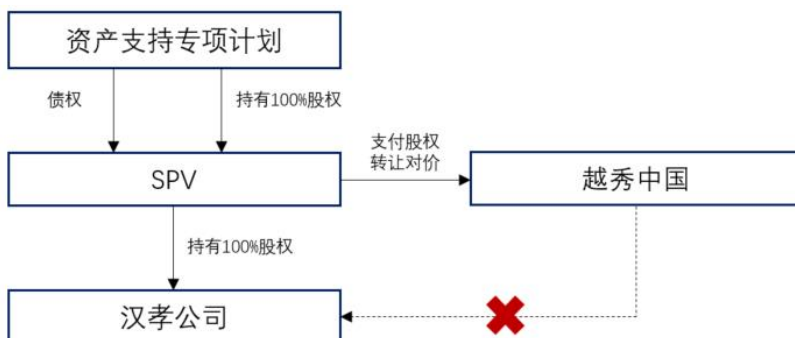 资产支持专项计划
债权
持有100%股权
支付股权
转让对价
SPV
越秀中国
持有100%股权
汉孝公司